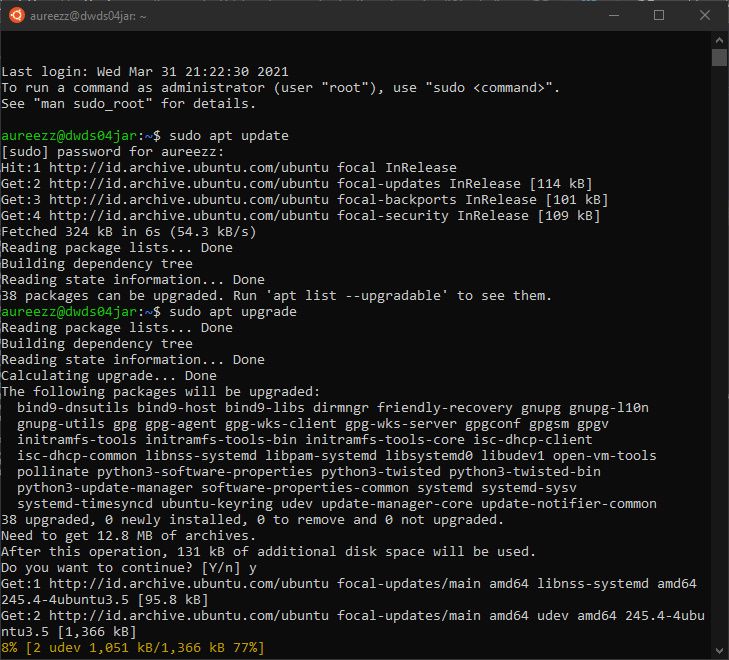 aureezz@dwds04jar: ~
Last login: Wed Mar 31 21:22:30 2021
To run a command as administrator (user "root"), use "sudo <command>".
See "man sudo_root" for details.
aureezz@dwds04jar:~$ sudo apt update
[sudo] password for aureezz:
Hit:1 http://id.archive.ubuntu.com/ubuntu focal InRelease
Get:2 http://id.archive.ubuntu.com/ubuntu focal-updates InRelease [114 kB]
Get:3 http://id.archive.ubuntu.com/ubuntu focal-backports InRelease [101 kB]
Get:4 http://id.archive.ubuntu.com/ubuntu focal-security InRelease [109 kB]
Fetched 324 kB in 6s (54.3 kB/s)
Reading package lists... Done
Building dependency tree
Reading state information... Done
38 packages can be upgraded. Run 'apt list --upgradable' to see them.
aureezz@dwds04jar:~$ sudo apt upgrade
Reading package lists... Done
Building dependency tree
Reading state information... Done
Calculating upgrade... Done
The following packages will be upgraded:
  bind9-dnsutils bind9-host bind9-libs dirmngr friendly-recovery gnupg gnupg-l10n
  gnupg-utils gpg gpg-agent gpg-wks-client gpg-wks-server gpgconf gpgsm gpgv
  initramfs-tools initramfs-tools-bin initramfs-tools-core isc-dhcp-client
  isc-dhcp-common libnss-systemd libpam-systemd libsystemd0 libudev1 open-vm-tools
  pollinate python3-software-properties python3-twisted python3-twisted-bin
  python3-update-manager software-properties-common systemd systemd-sysv
  systemd-timesyncd ubuntu-keyring udev update-manager-core update-notifier-common
38 upgraded, 0 newly installed, 0 to remove and 0 not upgraded.
Need to get 12.8 MB of archives.
After this operation, 131 kB of additional disk space will be used.
Do you want to continue? [Y/n] y
Get:1 http://id.archive.ubuntu.com/ubuntu focal-updates/main amd64 libnss-systemd amd64
245.4-4ubuntu3.5 [95.8 kB]
Get:2 http://id.archive.ubuntu.com/ubuntu focal-updates/main amd64 udev amd64 245.4-4ubu
ntu3.5 [1,366 kB]
8% [2 udev 1,051 kB/1,366 kB 77%]